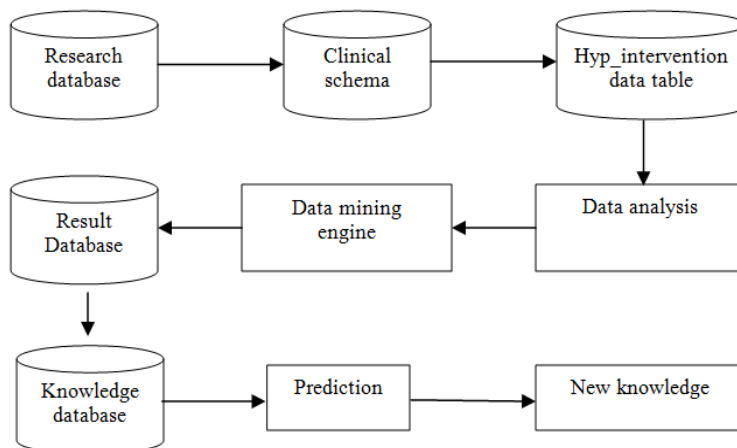 Research
database
Clinical
schema
Hyp_intervention
data table
Result
Database
Data mining
engine
Data analysis
Knowledge
database
Prediction
New knowledge